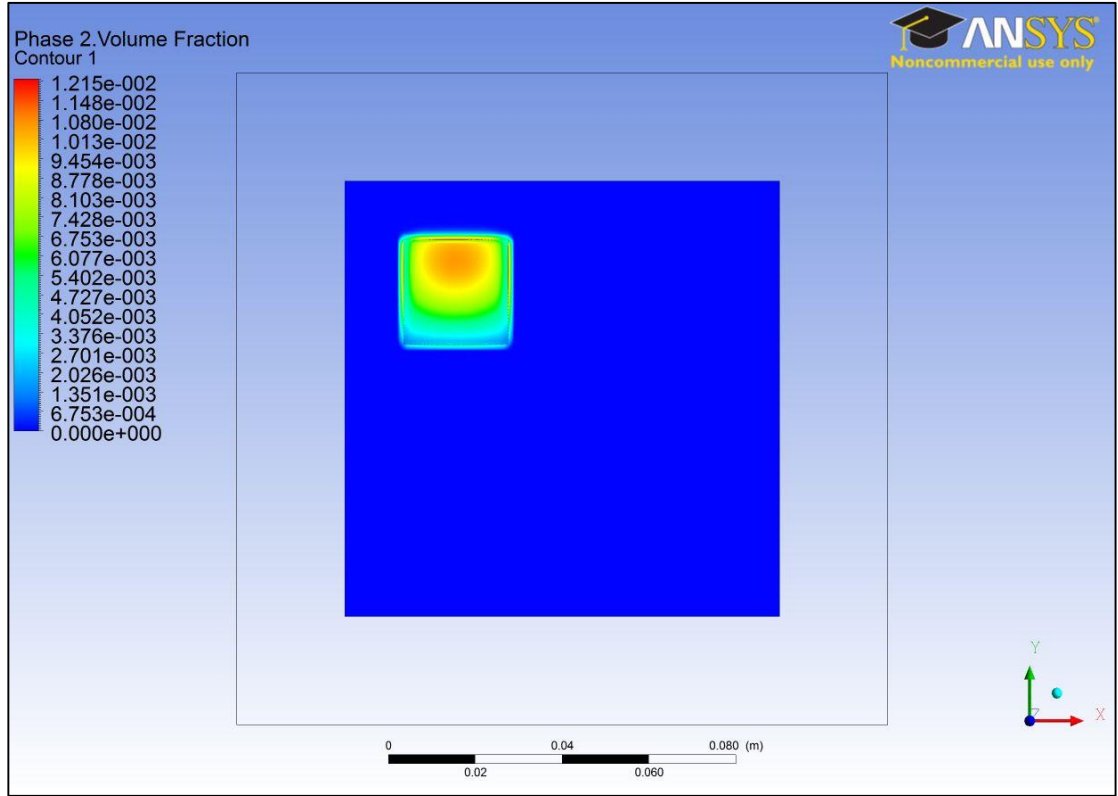 Phase 2.Volume Fraction
Contour 1
1.215e-002
1.148e-002
1.080e-002
1.013e-002
9.454e-003
8.778e-003
8.103e-003
7.428e-003
6.753e-003
6.077e-003
5.402e-003
4.727e-003
4.052e-003
3.376e-003
2.701e-003
2.026e-003
1.351e-003
6.753e-004
0.000e+000
ANSYS
Noncommercial use only
Y
Z X
0 0.04 0.080 (m)
0.02 0.060